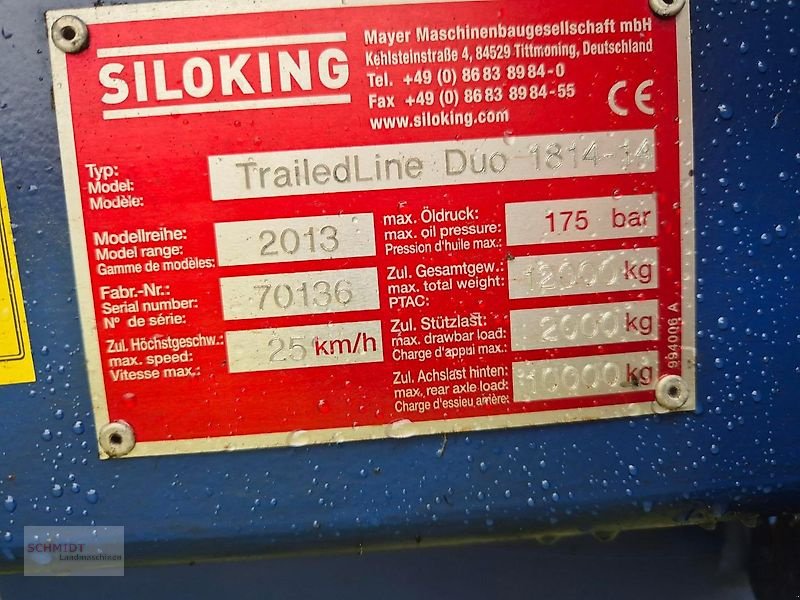 SILOKING
Mayer Maschinenbaugesellschaft mbH
Kehlsteinstraße 4, 84529 Tittmoning, Deutschland
Tel. +49 (0) 86 83 89 84-0
Fax +49 (0) 86 83 89 84-55
www.siloking.com
CE
Typ:
Model:
Modèle:
TrailedLine Duo 1814-14
Modellreihe:
Model range:
Gamme de modèles:
2013
Fabr.-Nr.:
Serial number:
N° de série:
70136
Zul. Höchstgeschw.:
max. speed:
Vitesse max.:
25 km/h
max. Öldruck:
max. oil pressure:
Pression d'huile max.:
175 bar
Zul. Gesamtgew.:
max. total weight:
PTAC:
12000 kg
Zul. Stützlast:
max. drawbar load:
Charge d'appui max.:
2000 kg
Zul. Achslast hinten:
max. rear axle load:
Charge d'essieu arrière:
10000 kg
994006 A
SCHMIDT
Landmaschinen